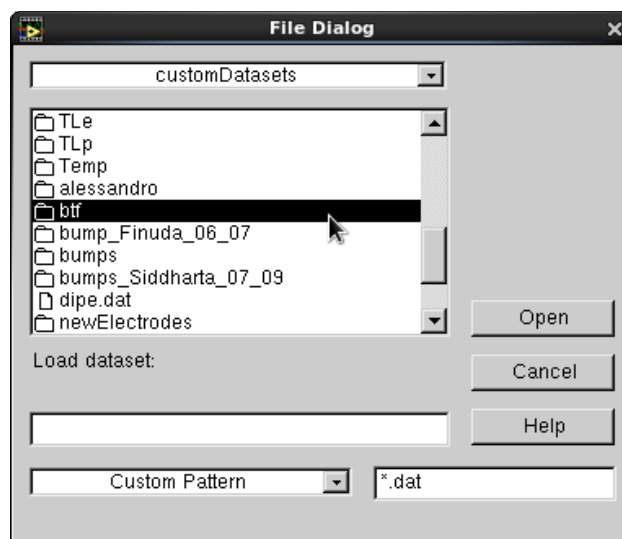 File Dialog
customDatasets
TLe
TLp
Temp
alessandro
btf
bump_Finuda_06_07
bumps
bumps_Siddharta_07_09
dipe.dat
newElectrodes
Open
Load dataset:
Cancel
Help
Custom Pattern
*.dat